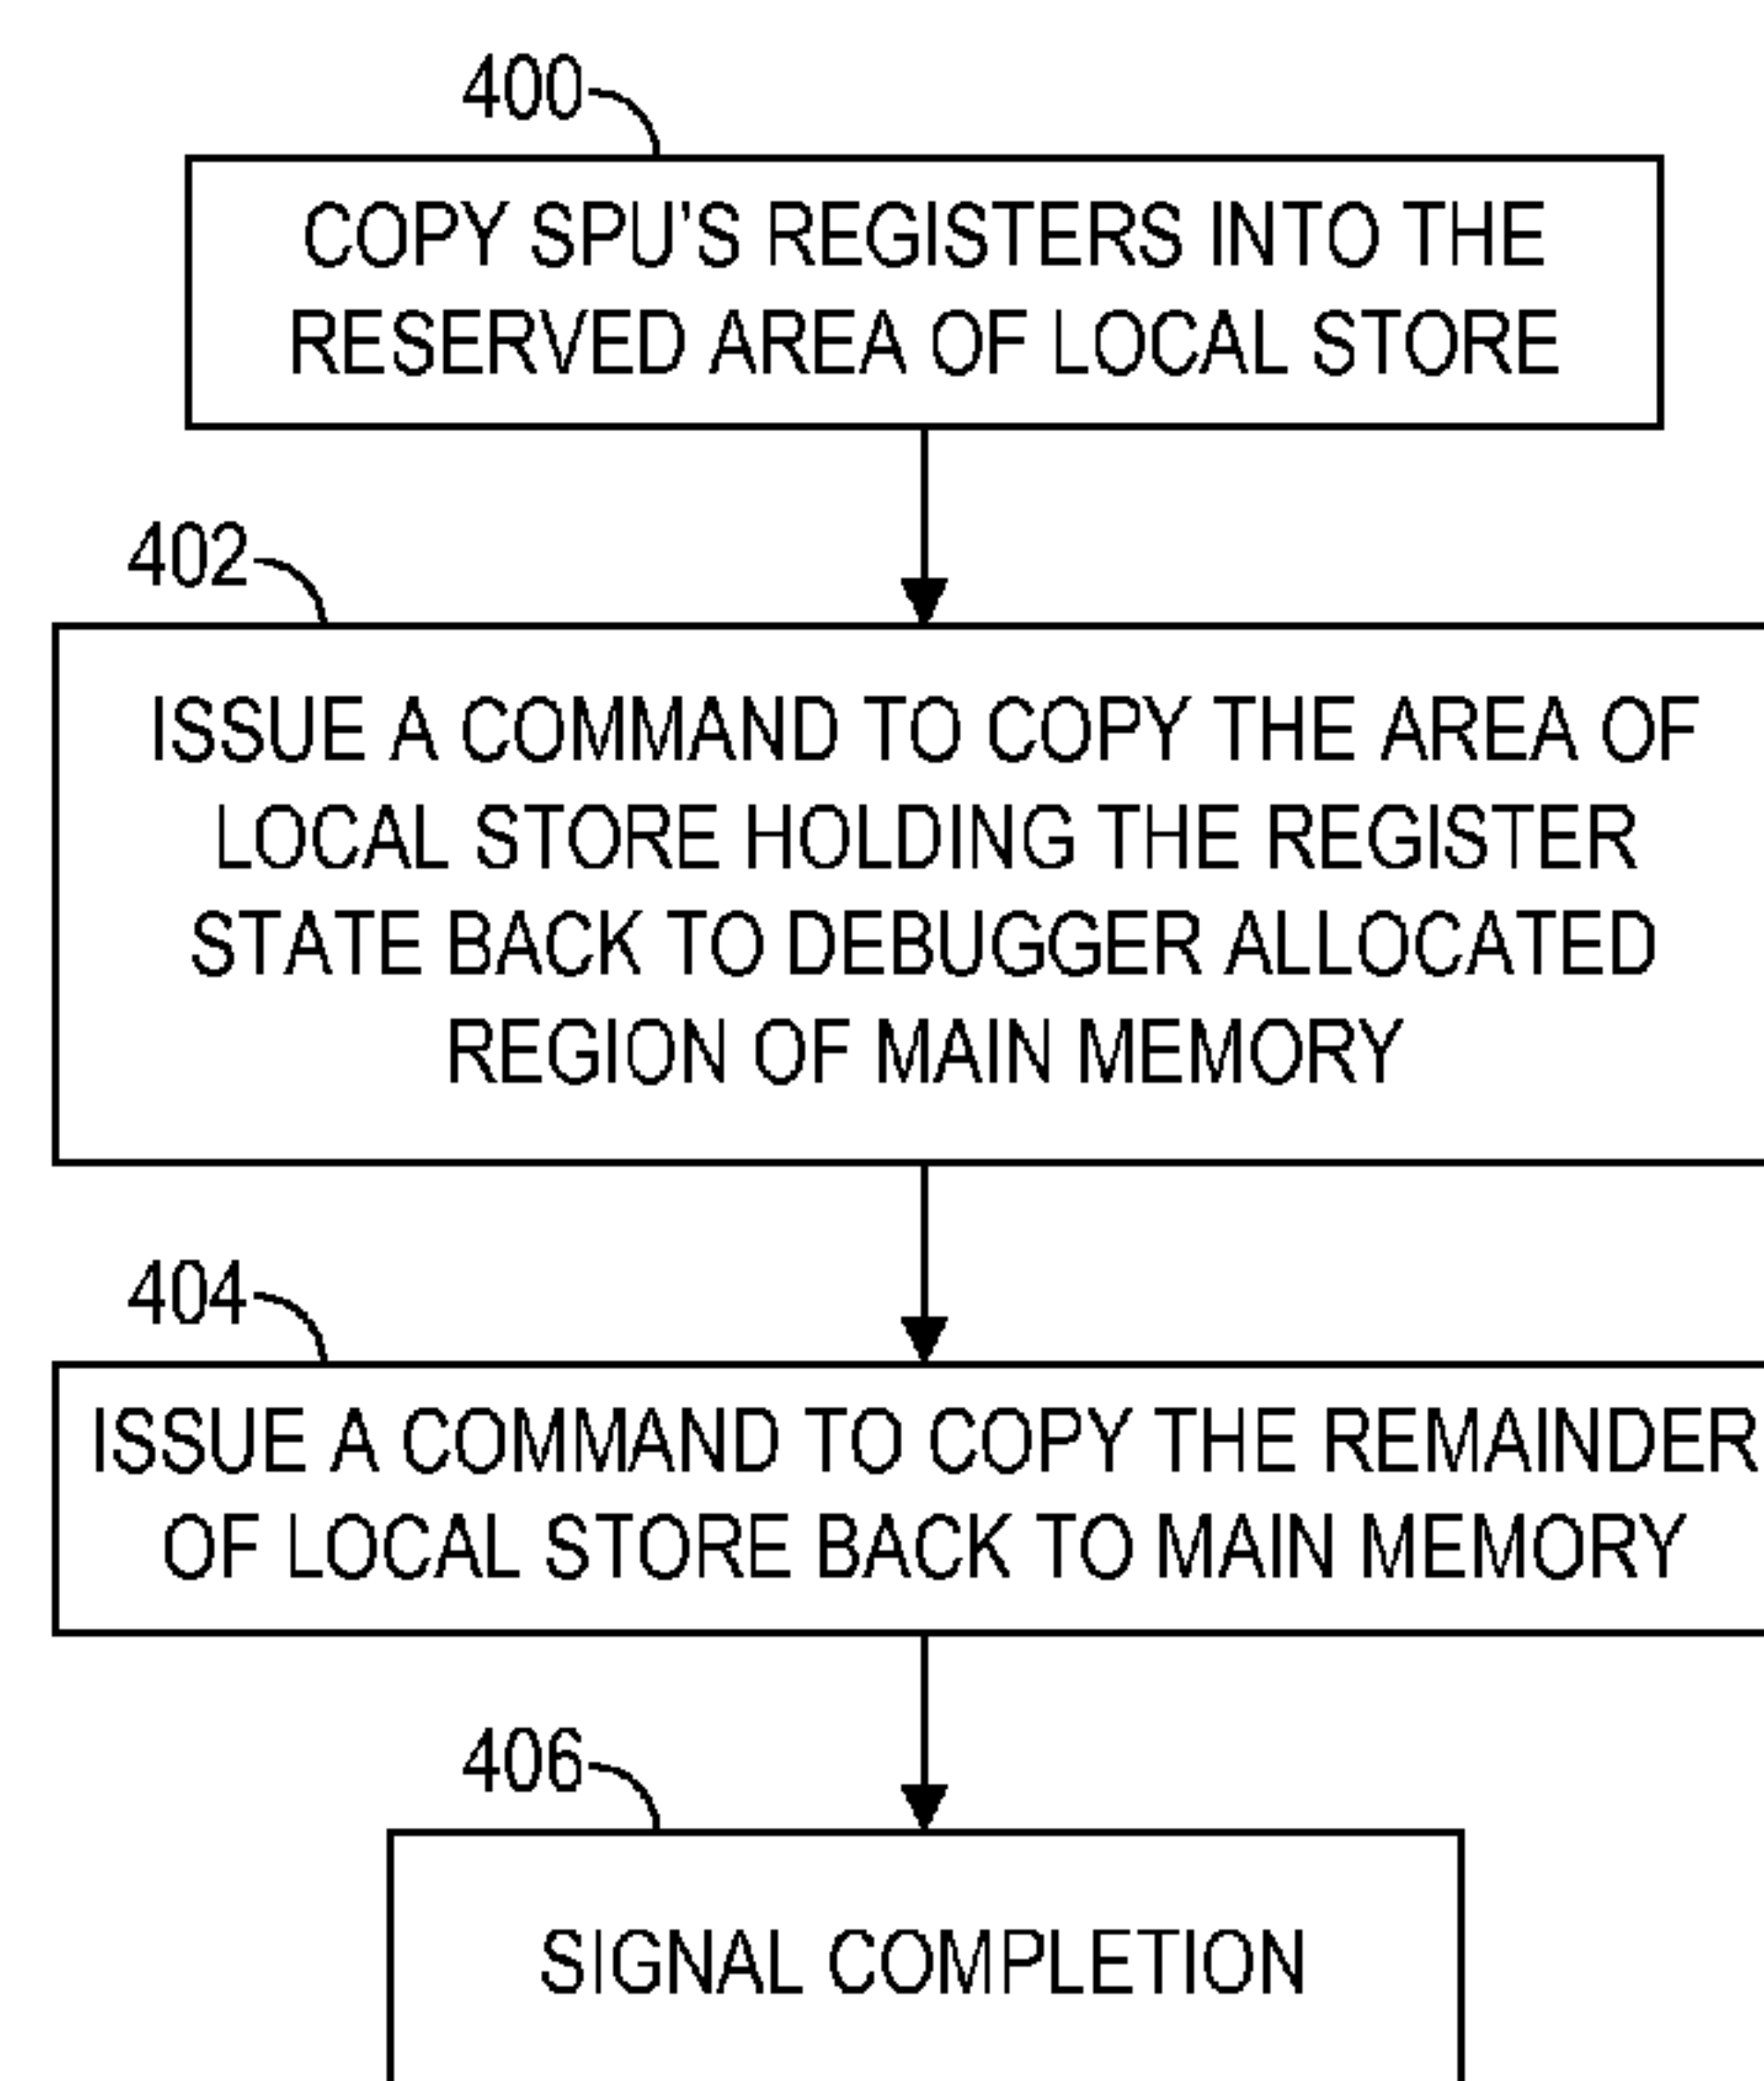 400
COPY SPU'S REGISTERS INTO THE
RESERVED AREA OF LOCAL STORE
402
ISSUE A COMMAND TO COPY THE AREA OF
LOCAL STORE HOLDING THE REGISTER
STATE BACK TO DEBUGGER ALLOCATED
REGION OF MAIN MEMORY
404
ISSUE A COMMAND TO COPY THE REMAINDER
OF LOCAL STORE BACK TO MAIN MEMORY
406
SIGNAL COMPLETION